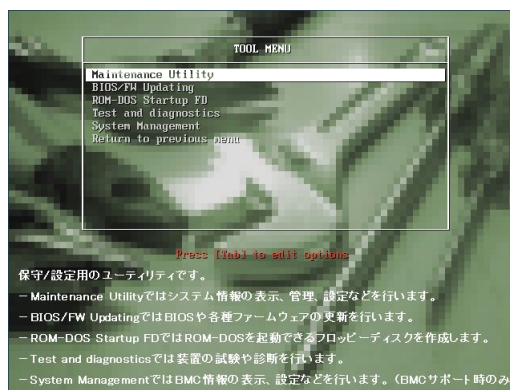 TOOL MENU
Maintenance Utility
BIOS/FW Updating
ROM-DOS Startup FD
Test and diagnostics
System Management
Return to previous menu
Press [Tab] to edit options
保守/設定用のユーティリティです。
－Maintenance Utilityではシステム情報の表示、管理、設定などを行います。
－BIOS/FW UpdatingではBIOSや各種ファームウェアの更新を行います。
－ROM-DOS Startup FDではROM-DOSを起動できるフロッピーディスクを作成します。
－Test and diagnosticsでは装置の試験や診断を行います。
－System ManagementではBMC情報の表示、設定などを行います。(BMCサポート時のみ